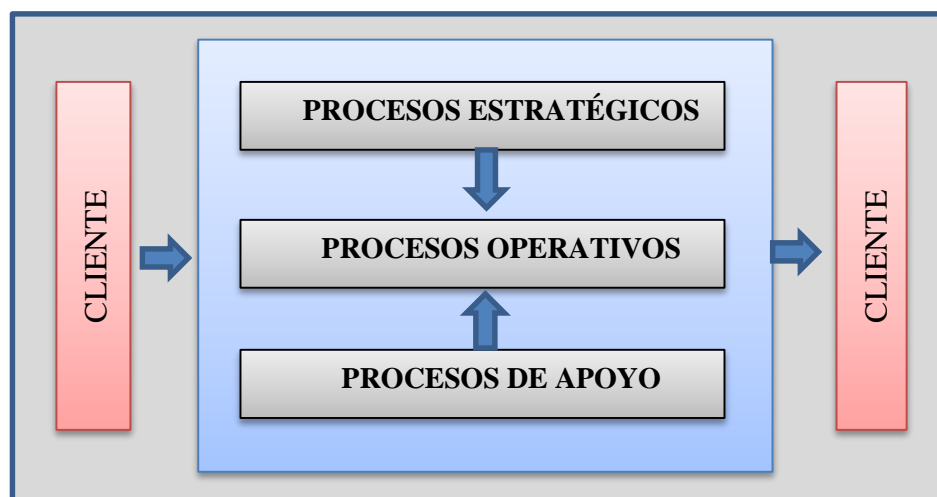 CLIENTE
PROCESOS ESTRATÉGICOS
PROCESOS OPERATIVOS
PROCESOS DE APOYO
CLIENTE